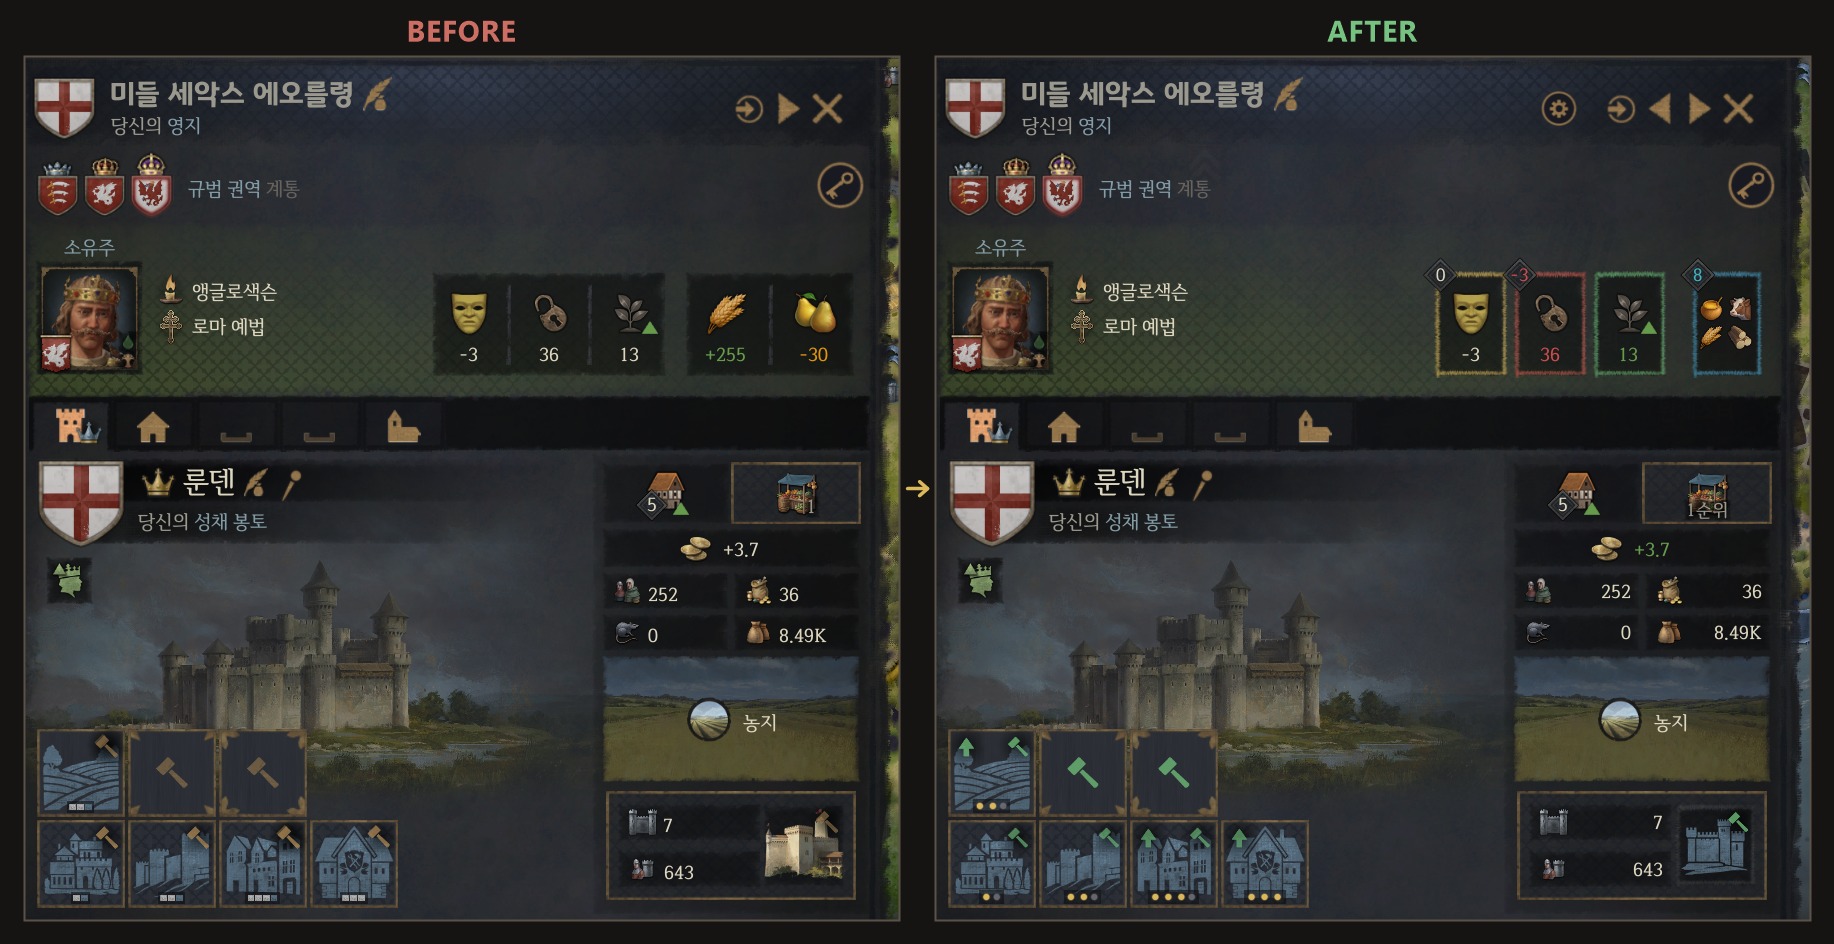 BEFORE
미들 세악스 에오를령
당신의 영지
규범 권역 계통
소유주
앵글로색슨
로마 예법
-3
36
13
+255
-30
룬덴
당신의 성채 봉토
5
1
+3.7
252
36
0
8.49K
농지
7
643
AFTER
미들 세악스 에오를령
당신의 영지
규범 권역 계통
소유주
앵글로색슨
로마 예법
0
-3
8
-3
36
13
룬덴
당신의 성채 봉토
5
1순위
+3.7
252
36
0
8.49K
농지
7
643